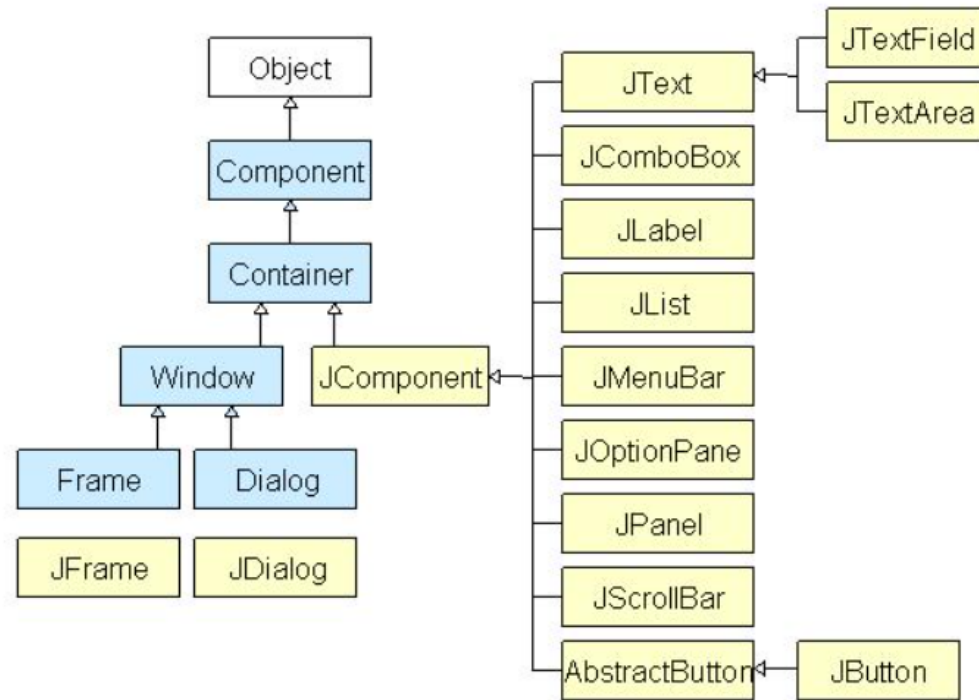 Object
Component
Container
Window
JComponent
Frame
Dialog
JFrame
JDialog
JText
JComboBox
JLabel
JList
JMenuBar
JOptionPane
JPanel
JScrollBar
AbstractButton
JTextField
JTextArea
JButton